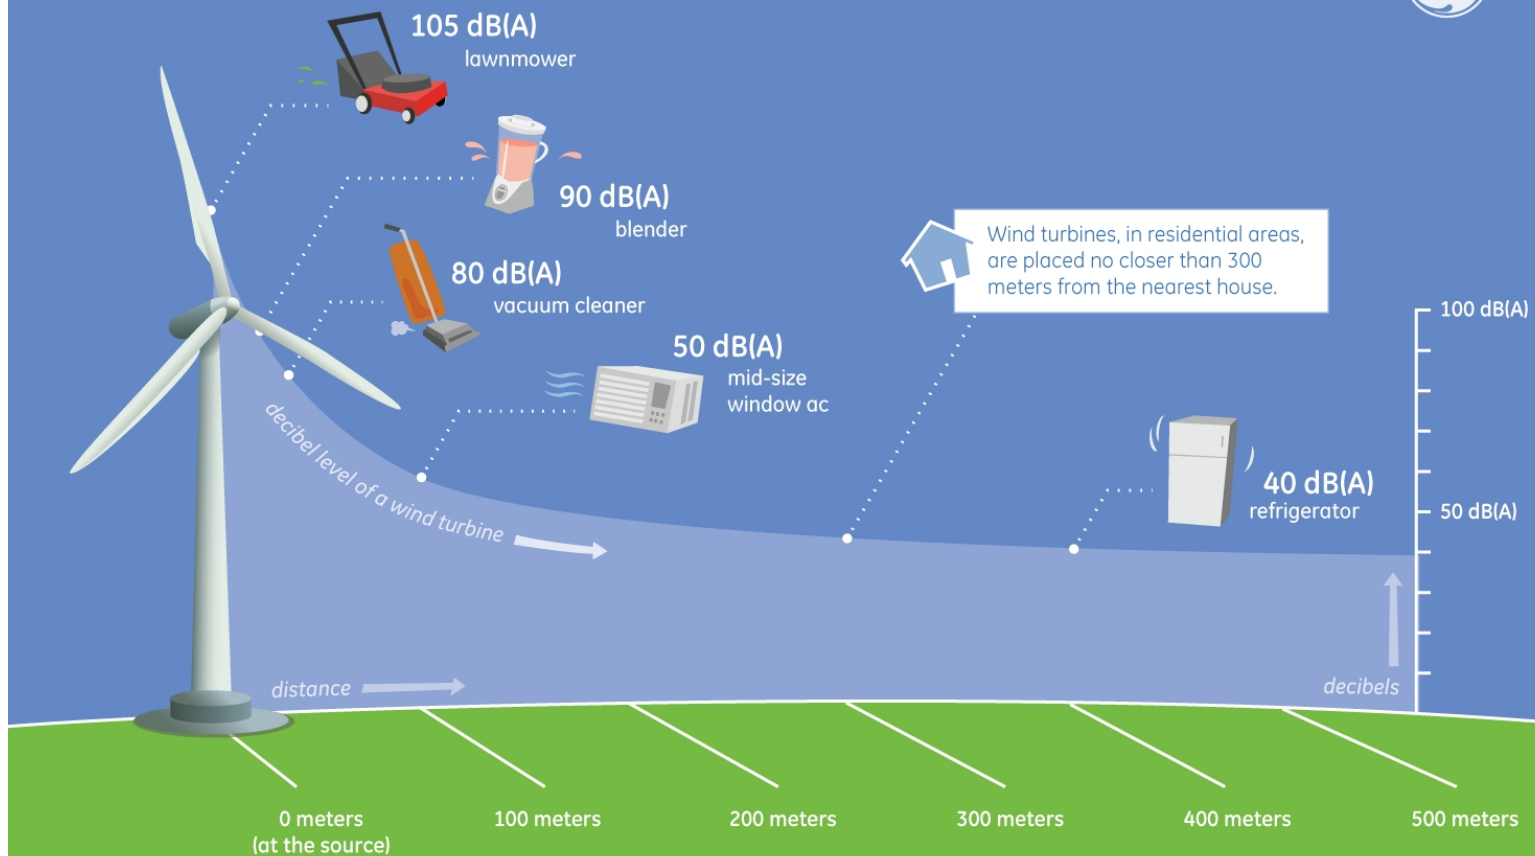 105 dB(A)
lawnmower
90 dB(A)
blender
80 dB(A)
vacuum cleaner
50 dB(A)
mid-size
window ac
Wind turbines, in residential areas,
are placed no closer than 300
meters from the nearest house.
100 dB(A)
40 dB(A)
refrigerator
50 dB(A)
decibel level of a wind turbine
distance
decibels
0 meters
(at the source)
100 meters
200 meters
300 meters
400 meters
500 meters